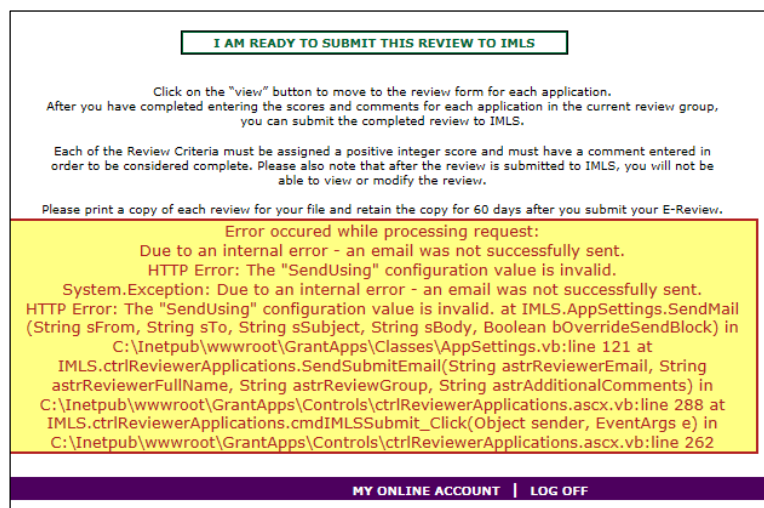 I AM READY TO SUBMIT THIS REVIEW TO IMLS
Click on the "view" button to move to the review form for each application.
After you have completed entering the scores and comments for each application in the current review group,
you can submit the completed review to IMLS.
Each of the Review Criteria must be assigned a positive integer score and must have a comment entered in
order to be considered complete. Please also note that after the review is submitted to IMLS, you will not be
able to view or modify the review.
Please print a copy of each review for your file and retain the copy for 60 days after you submit your E-Review.
Error occured while processing request:
Due to an internal error - an email was not successfully sent.
HTTP Error: The "SendUsing" configuration value is invalid.
System.Exception: Due to an internal error - an email was not successfully sent.
HTTP Error: The "SendUsing" configuration value is invalid. at IMLS.AppSettings.SendMail
(String sFrom, String sTo, String sSubject, String sBody, Boolean bOverrideSendBlock) in
C:\Inetpub\wwwroot\GrantApps\Classes\AppSettings.vb:line 121 at
IMLS.ctrlReviewerApplications.SendSubmitEmail(String astrReviewerEmail, String
astrReviewerFullName, String astrReviewGroup, String astrAdditionalComments) in
C:\Inetpub\wwwroot\GrantApps\Controls\ctrlReviewerApplications.ascx.vb:line 288 at
IMLS.ctrlReviewerApplications.cmdIMLSSubmit_Click(Object sender, EventArgs e) in
C:\Inetpub\wwwroot\GrantApps\Controls\ctrlReviewerApplications.ascx.vb:line 262
MY ONLINE ACCOUNT | LOG OFF